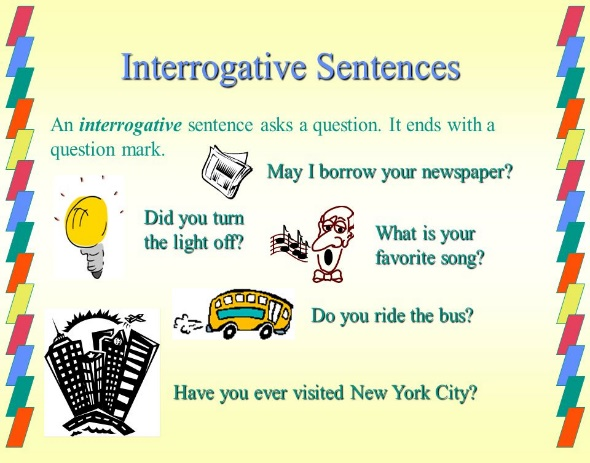 Interrogative Sentences
An interrogative sentence asks a question. It ends with a
question mark.
May I borrow your newspaper?
Did you turn
the light off?
What is your
favorite song?
Do you ride the bus?
Have you ever visited New York City?